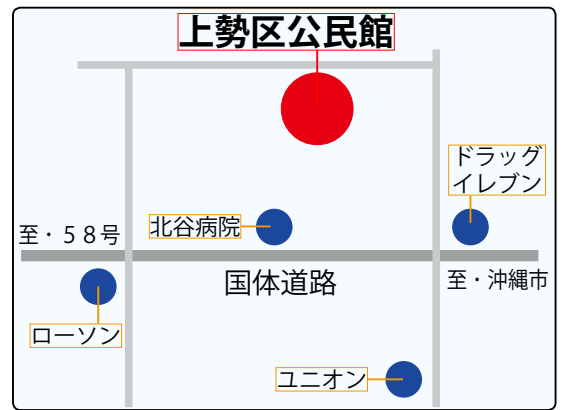 上勢区公民館
ドラッグ
イレブン
北谷病院
至・５８号
国体道路
至・沖縄市
ローソン
ユニオン